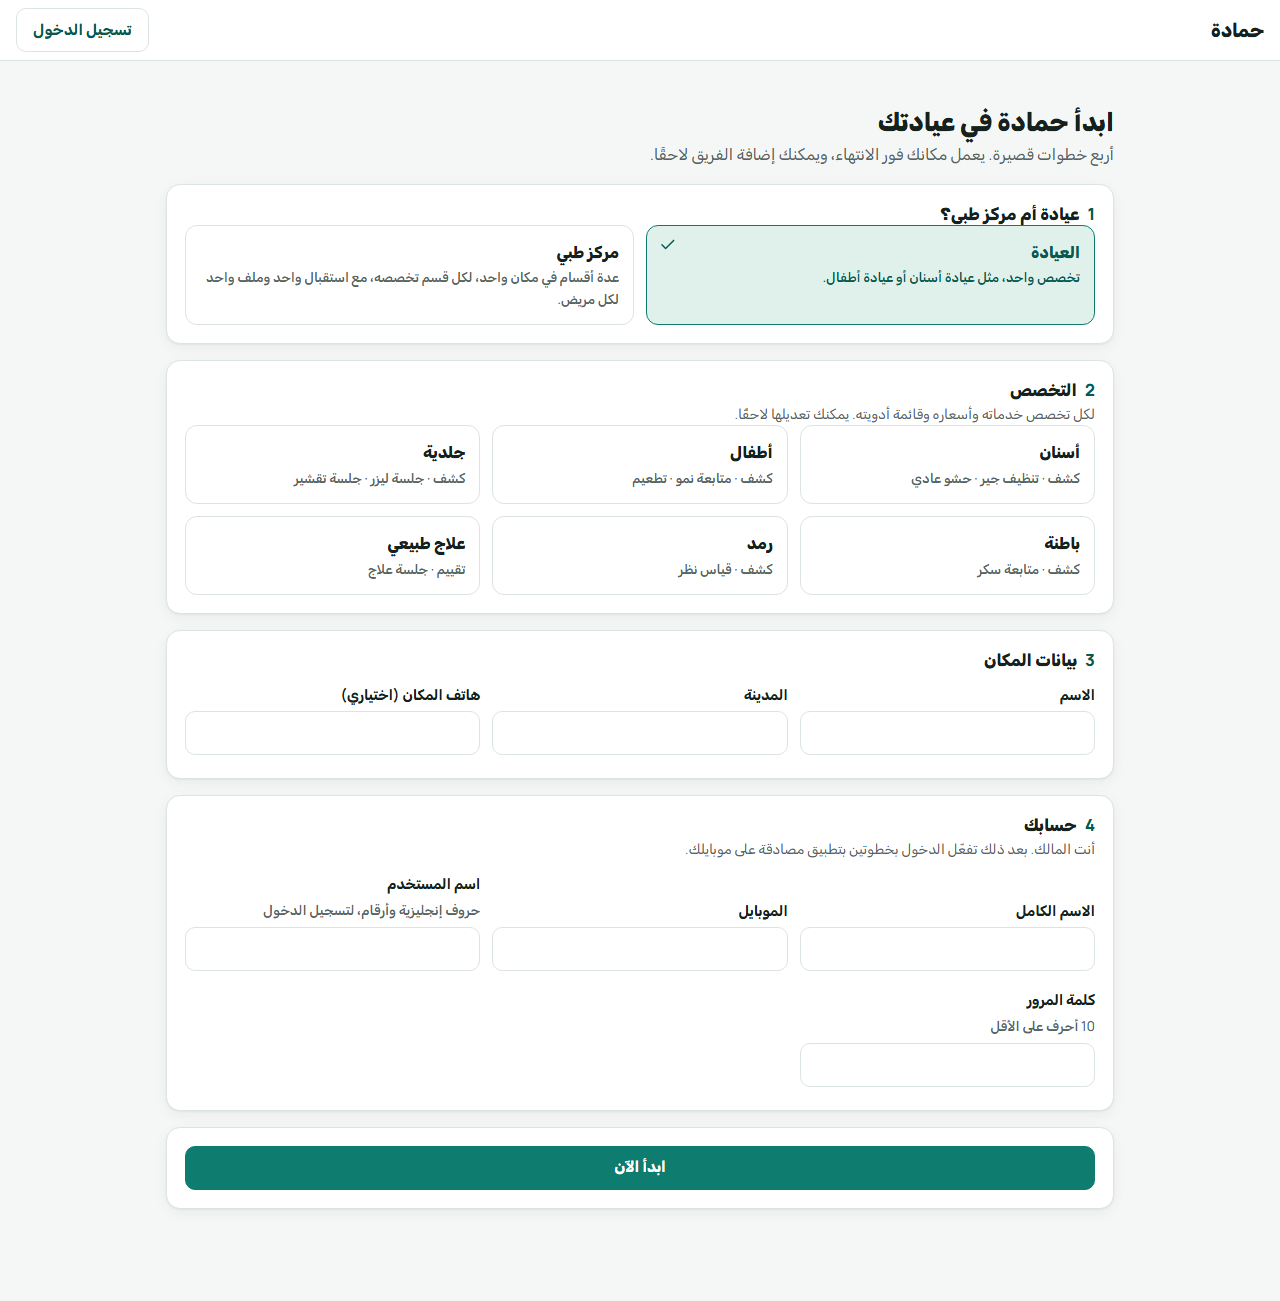 حمادة
تسجيل الدخول
ابدأ حمادة في عيادتك
أربع خطوات قصيرة. يعمل مكانك فور الانتهاء، ويمكنك إضافة الفريق لاحقًا.
1 عيادة أم مركز طبي؟
العيادة
تخصص واحد، مثل عيادة أسنان أو عيادة أطفال.
مركز طبي
عدة أقسام في مكان واحد، لكل قسم تخصصه، مع استقبال واحد وملف واحد
لكل مريض.
2 التخصص
لكل تخصص خدماته وأسعاره وقائمة أدويته. يمكنك تعديلها لاحقًا.
أسنان
كشف · تنظيف جير · حشو عادي
أطفال
كشف · متابعة نمو · تطعيم
جلدية
كشف · جلسة ليزر · جلسة تقشير
باطنة
كشف · متابعة سكر
رمد
كشف · قياس نظر
علاج طبيعي
تقييم · جلسة علاج
3 بيانات المكان
الاسم
المدينة
هاتف المكان (اختياري)
4 حسابك
أنت المالك. بعد ذلك تفعّل الدخول بخطوتين بتطبيق مصادقة على موبايلك.
الاسم الكامل
الموبايل
اسم المستخدم
حروف إنجليزية وأرقام، لتسجيل الدخول
كلمة المرور
10 أحرف على الأقل
ابدأ الآن